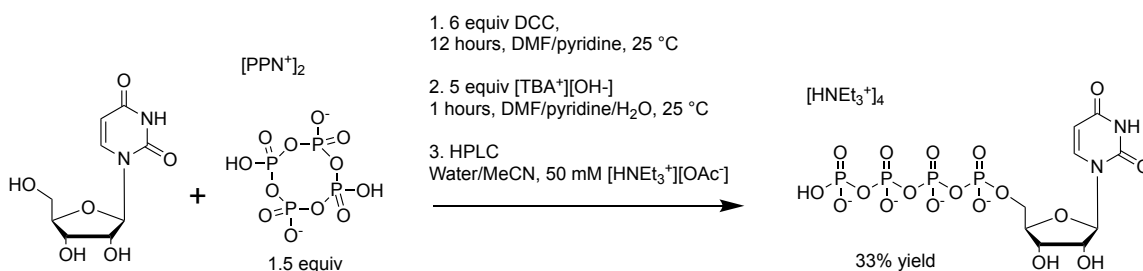 1. 6 equiv DCC,
12 hours, DMF/pyridine, 25 °C
[PPN⁺]₂
2. 5 equiv [TBA⁺][OH-]
1 hours, DMF/pyridine/H₂O, 25 °C
3. HPLC
Water/MeCN, 50 mM [HNEt₃⁺][OAc⁻]
O
NH
N
O
HO
O
OH OH
+
O⁻
O
P
O
P
O
HO
O
O
OH
P
O
P
O
O
O⁻
1.5 equiv
[HNEt₃⁺]₄
O
NH
N
O
O O O O
HO P O P O P O P O
O⁻ O⁻ O⁻ O⁻
O
OH OH
33% yield